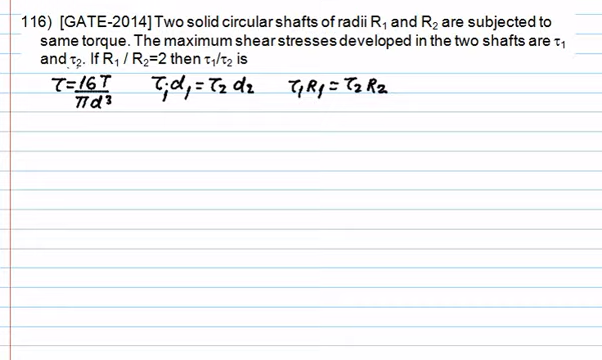 116) [GATE-2014] Two solid circular shafts of radii R₁ and R₂ are subjected to
same torque. The maximum shear stresses developed in the two shafts are τ₁
and τ₂. If R₁ / R₂=2 then τ₁/τ₂ is
τ = 16T / πd³ τ₁d₁ = τ₂ d₂ τ₁R₁ = τ₂ R₂